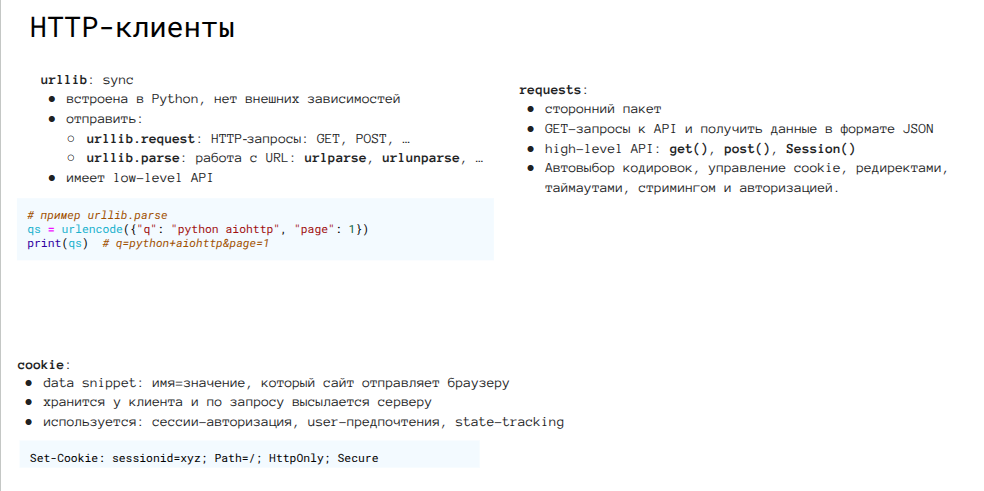 HTTP-клиенты
urllib: sync
● встроена в Python, нет внешних зависимостей
● отправить:
○ urllib.request: HTTP-запросы: GET, POST, …
○ urllib.parse: работа с URL: urlparse, urlunparse, …
● имеет low-level API
# пример urllib.parse
qs = urlencode({"q": "python aiohttp", "page": 1})
print(qs)  # q=python+aiohttp&page=1
requests:
● сторонний пакет
● GET-запросы к API и получить данные в формате JSON
● high-level API: get(), post(), Session()
● Автовыбор кодировок, управление cookie, редиректами,
таймаутами, стримингом и авторизацией.
cookie:
● data snippet: имя=значение, который сайт отправляет браузеру
● хранится у клиента и по запросу высылается серверу
● используется: сессии-авторизация, user-предпочтения, state-tracking
Set-Cookie: sessionid=xyz; Path=/; HttpOnly; Secure